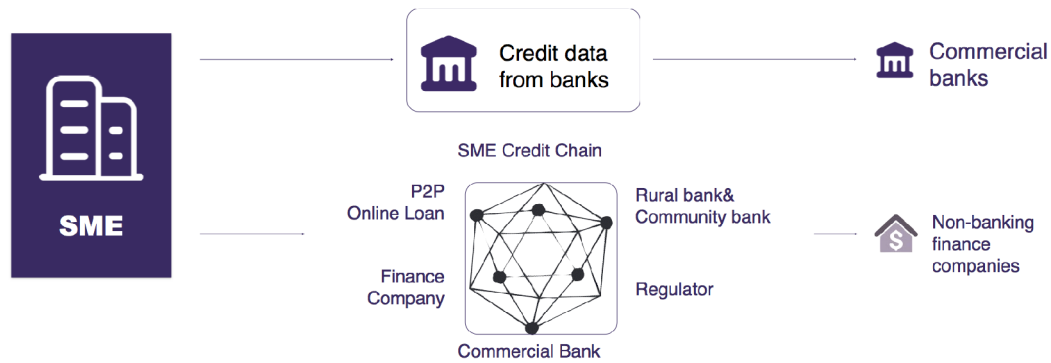 Credit data
from banks
Commercial
banks
SME
SME Credit Chain
P2P
Online Loan
Rural bank&
Community bank
Finance
Company
Regulator
Commercial Bank
Non-banking
finance
companies